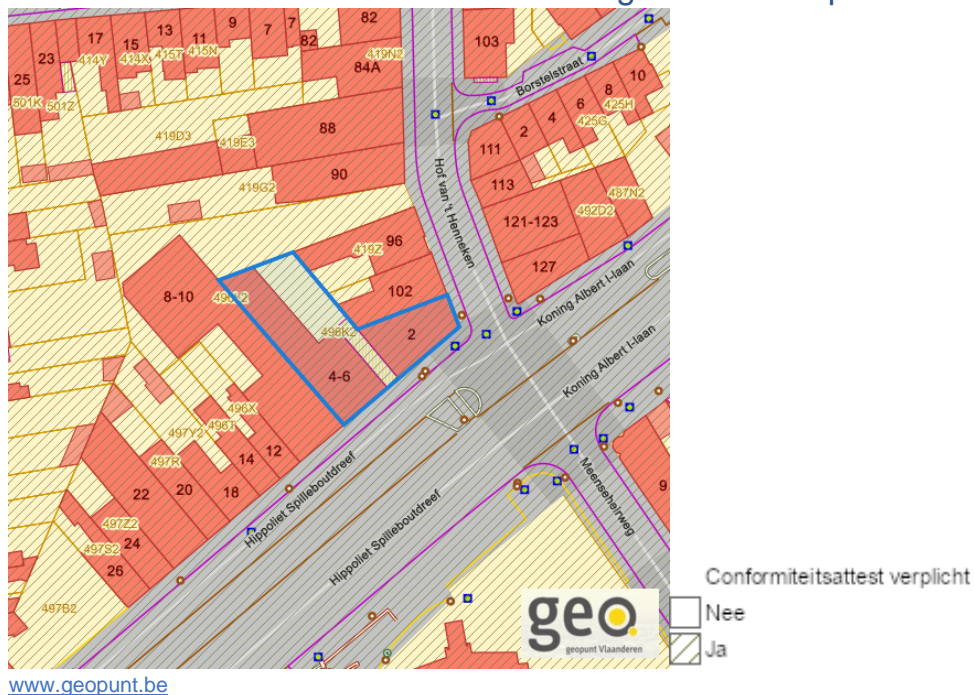 9
82
17
13
7
7
103
23
15
11
82
419N2
10
414Y
414X
415T
415N
84A
8
25
Borstelstraat
6
425H
501K
501Z
4
425G
88
2
419D3
419E3
111
90
113
487N2
419G2
Hof van 't Henneken
492D2
121-123
96
419Z
127
8-10
102
Koning Albert I-laan
2
Koning Albert I-laan
4-6
496X
496T
497Y2
12
14
497R
Meenseheirweg
22
20
18
9
Hippoliet Spilleboutdreef
497Z2
24
497S2
26
Hippoliet Spilleboutdreef
497B2
Conformiteitsattest verplicht
geo.
Nee
geopunt Vlaanderen
Ja
www.geopunt.be